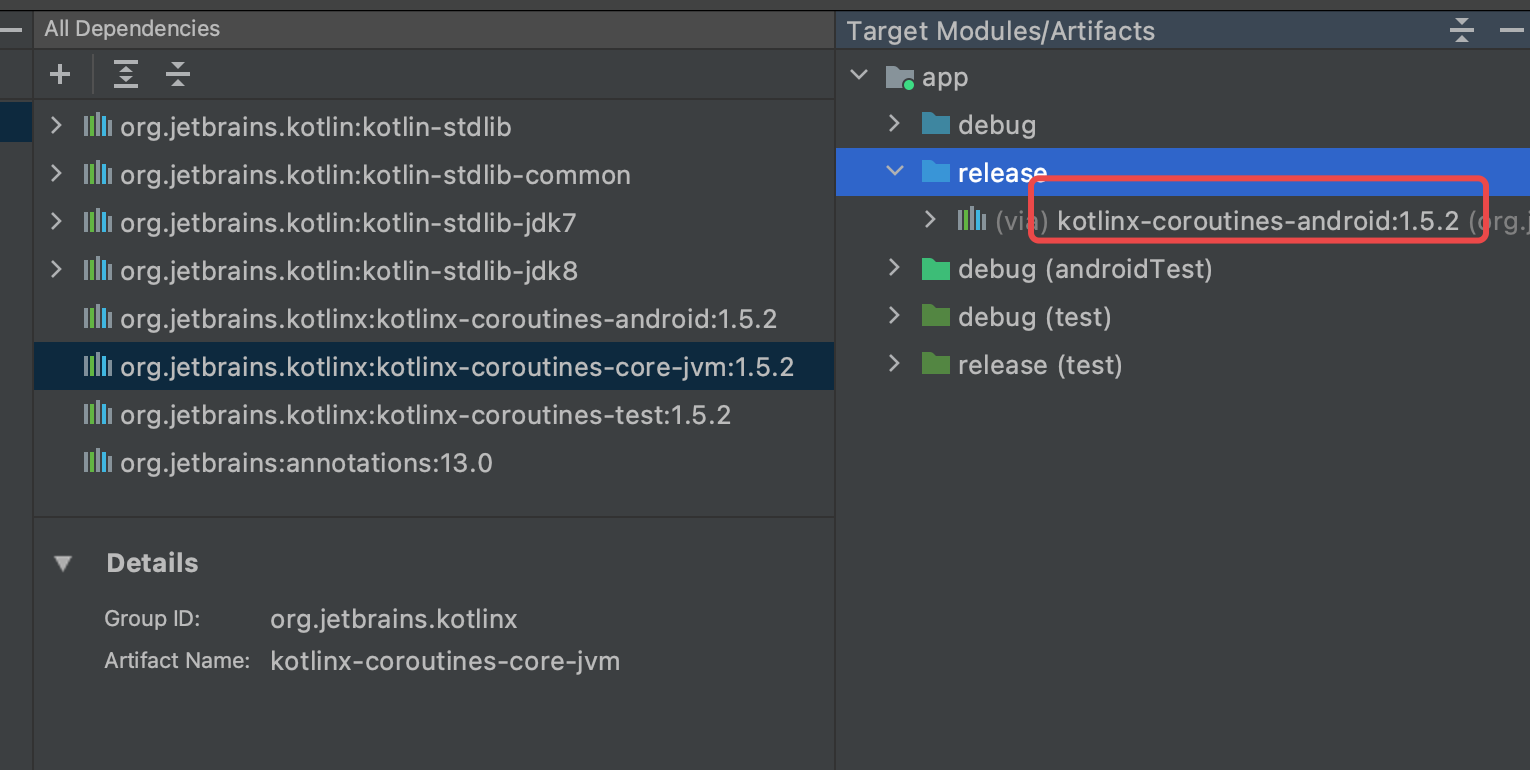 All Dependencies
org.jetbrains.kotlin:kotlin-stdlib
org.jetbrains.kotlin:kotlin-stdlib-common
org.jetbrains.kotlin:kotlin-stdlib-jdk7
org.jetbrains.kotlin:kotlin-stdlib-jdk8
org.jetbrains.kotlinx:kotlinx-coroutines-android:1.5.2
org.jetbrains.kotlinx:kotlinx-coroutines-core-jvm:1.5.2
org.jetbrains.kotlinx:kotlinx-coroutines-test:1.5.2
org.jetbrains:annotations:13.0
Details
Group ID: org.jetbrains.kotlinx
Artifact Name: kotlinx-coroutines-core-jvm
Target Modules/Artifacts
app
debug
release
(via) kotlinx-coroutines-android:1.5.2 (org.j
debug (androidTest)
debug (test)
release (test)